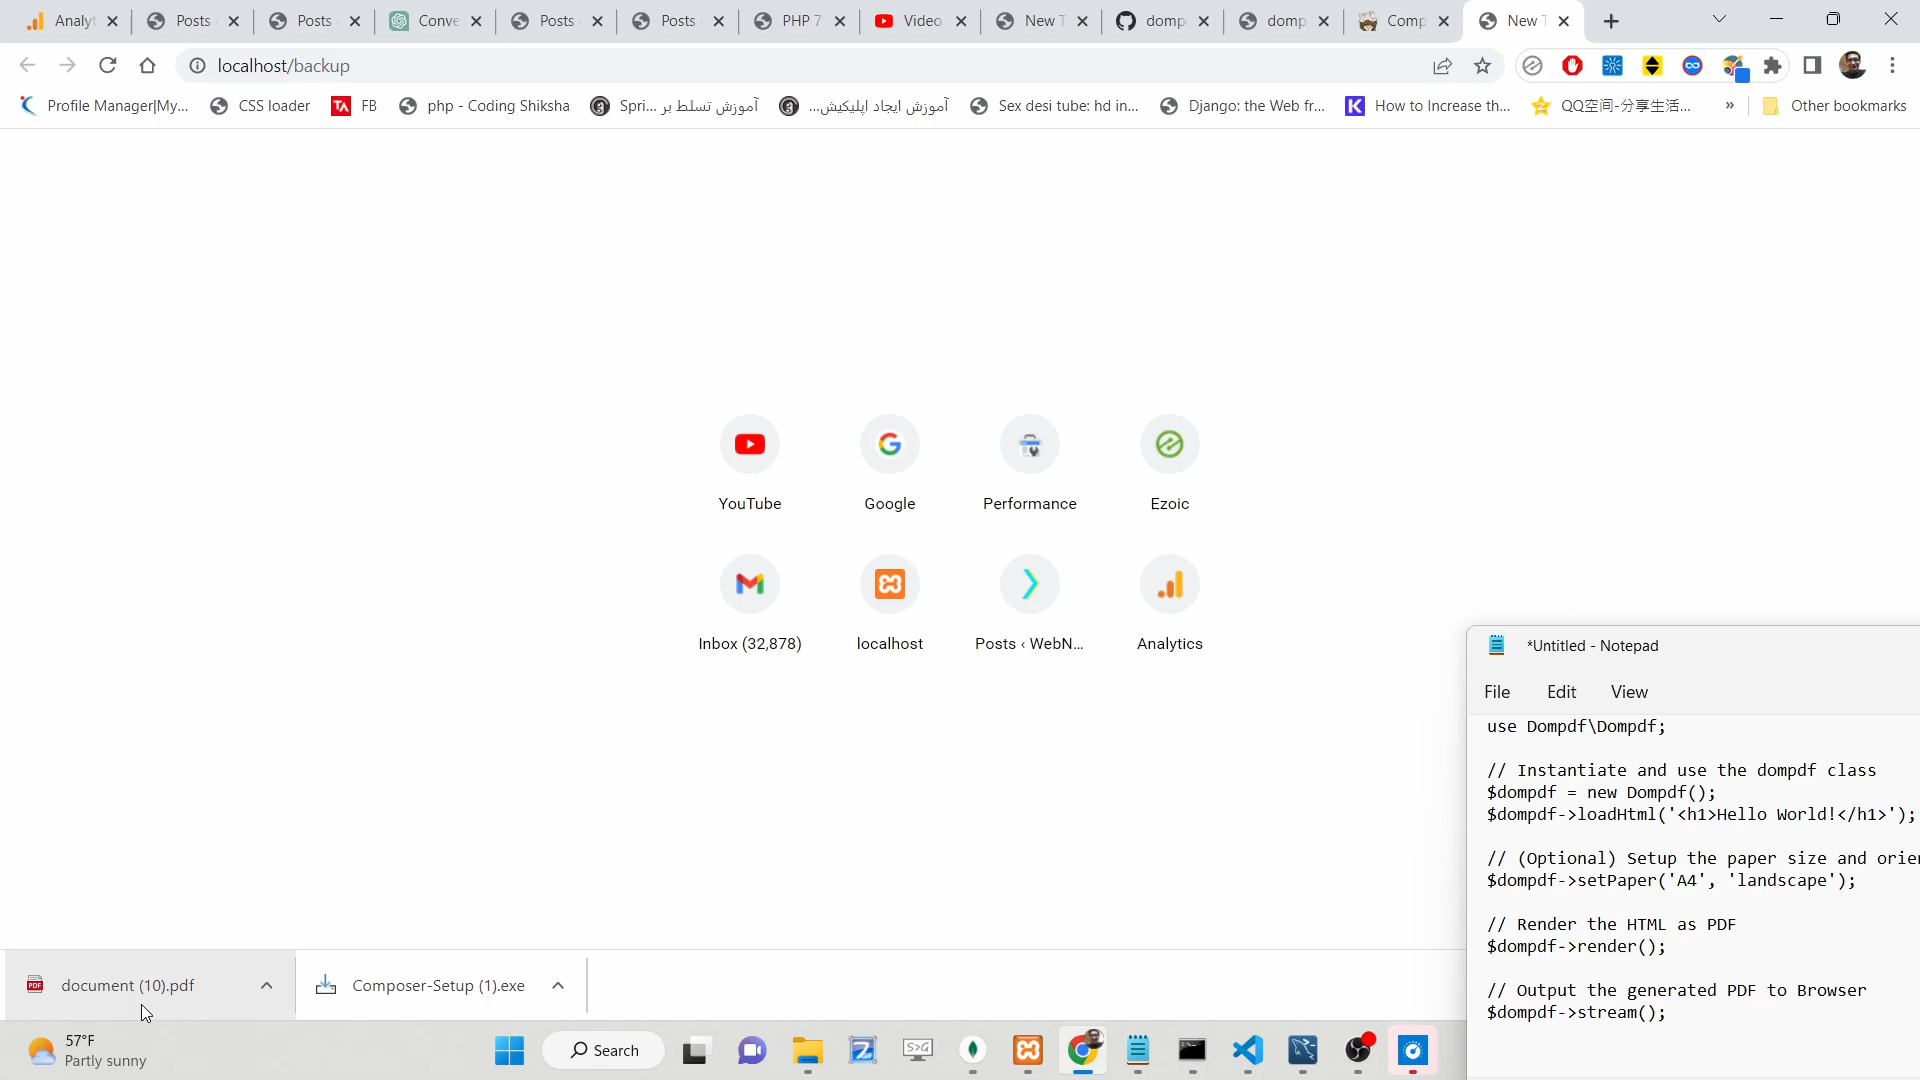 Analyt
Posts
Posts
Conve
Posts
Posts
PHP 7
Video
New T
domp
domp
Comp
New T
localhost/backup
Profile Manager|My...
CSS loader
TA FB
php - Coding Shiksha
آموزش تسلط بر Spri...
آموزش ایجاد اپلیکیش...
Sex desi tube: hd in...
Django: the Web fr...
K How to Increase th...
QQ空间-分享生活...
»
Other bookmarks
YouTube
Google
Performance
Ezoic
Inbox (32,878)
localhost
Posts ‹ WebN...
Analytics
*Untitled - Notepad
File Edit View
use Dompdf\Dompdf;
// Instantiate and use the dompdf class
$dompdf = new Dompdf();
$dompdf->loadHtml('<h1>Hello World!</h1>');
// (Optional) Setup the paper size and orien
$dompdf->setPaper('A4', 'landscape');
// Render the HTML as PDF
$dompdf->render();
// Output the generated PDF to Browser
$dompdf->stream();
PDF document (10).pdf
Composer-Setup (1).exe
57°F
Partly sunny
Search
S>G